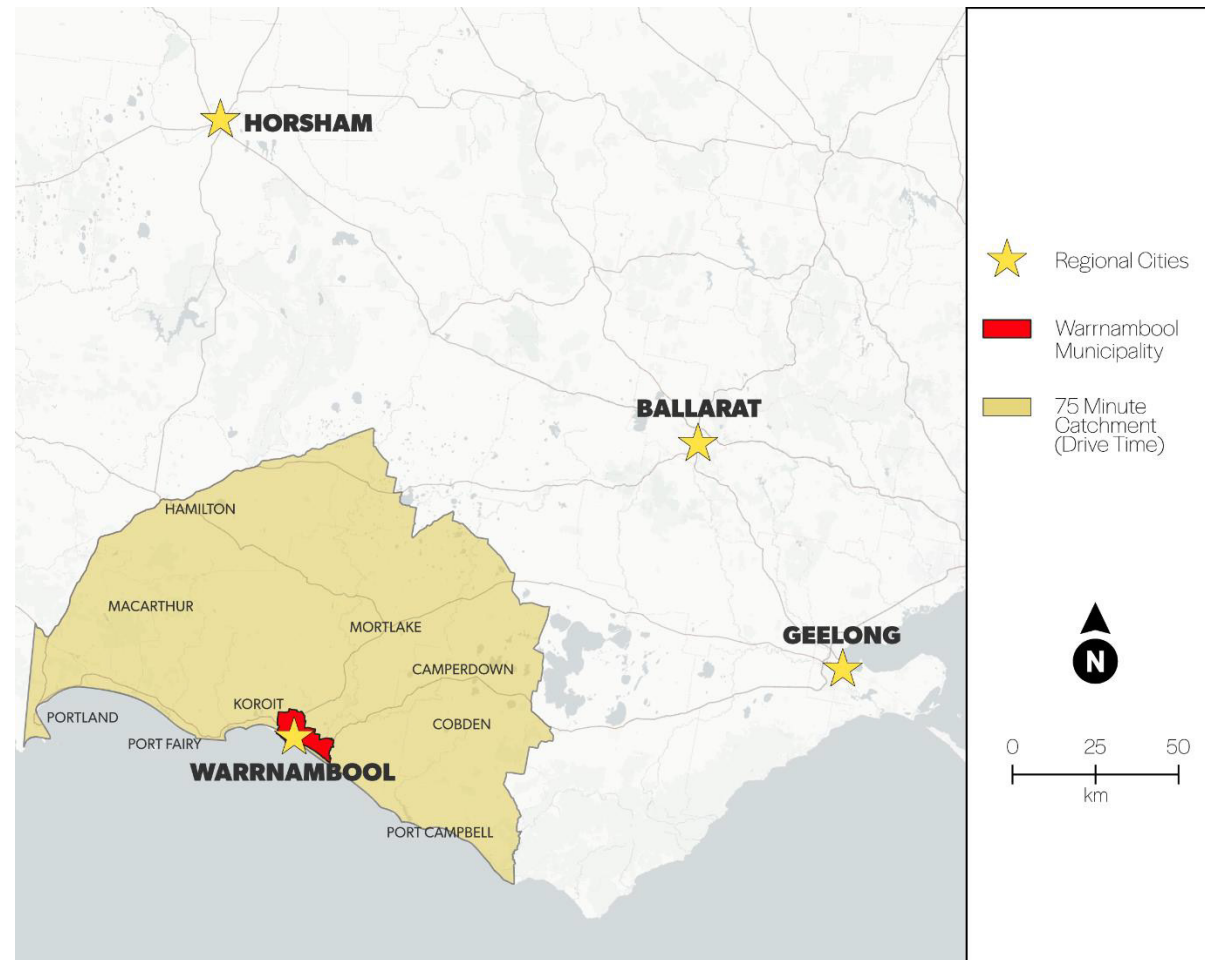 HORSHAM
BALLARAT
HAMILTON
MACARTHUR
MORTLAKE
GEELONG
CAMPERDOWN
KOROIT
PORTLAND
COBDEN
PORT FAIRY
WARRNAMBOOL
PORT CAMPBELL
Regional Cities
Warrnambool
Municipality
75 Minute
Catchment
(Drive Time)
N
0 25 50
km